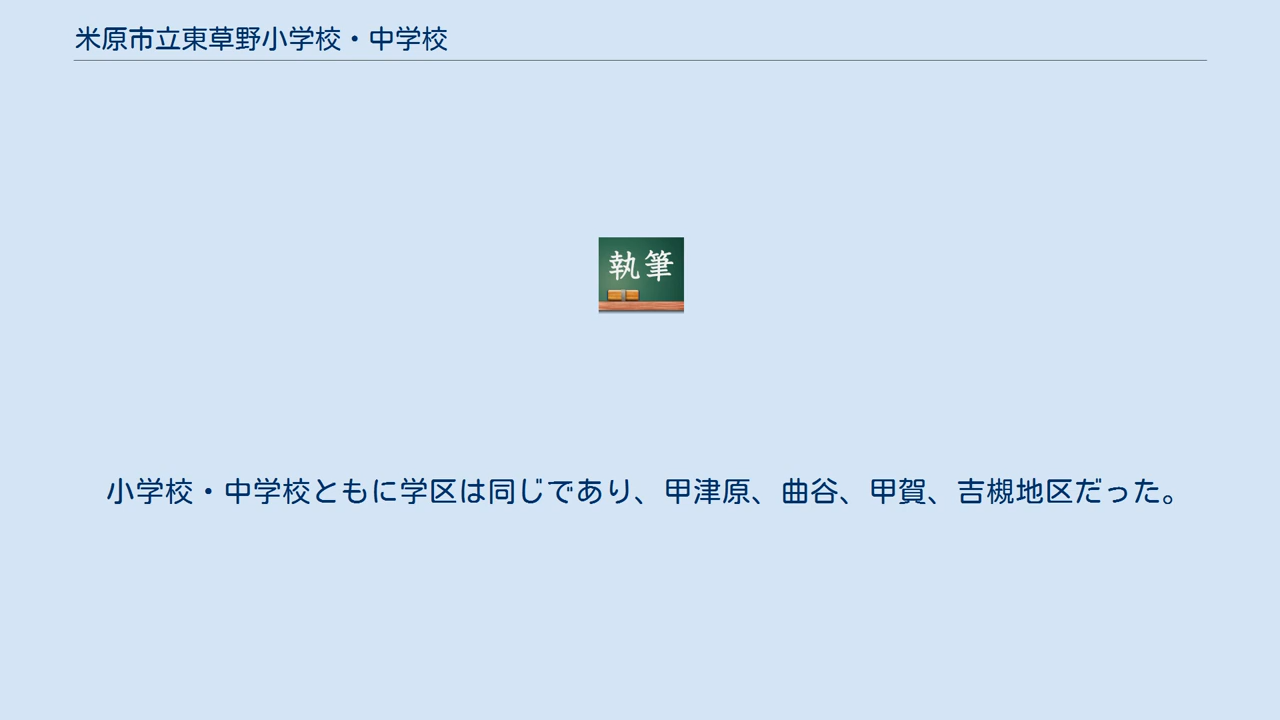 米原市立東草野小学校・中学校
執筆
小学校・中学校ともに学区は同じであり、甲津原、曲谷、甲賀、吉槻地区だった。